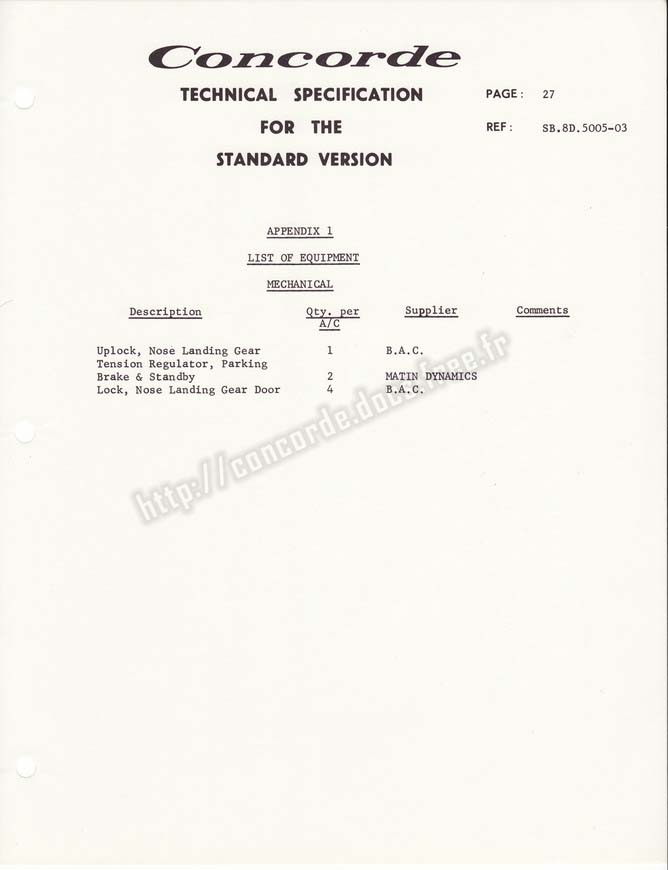 Concorde
TECHNICAL SPECIFICATION PAGE: 27
FOR THE REF: SB.8D.5005-03
STANDARD VERSION
APPENDIX 1
LIST OF EQUIPMENT
MECHANICAL
Description Qty. per A/C Supplier Comments
Uplock, Nose Landing Gear 1 B.A.C.
Tension Regulator, Parking
Brake & Standby 2 MATIN DYNAMICS
Lock, Nose Landing Gear Door 4 B.A.C.
http://concorde.docs.free.fr